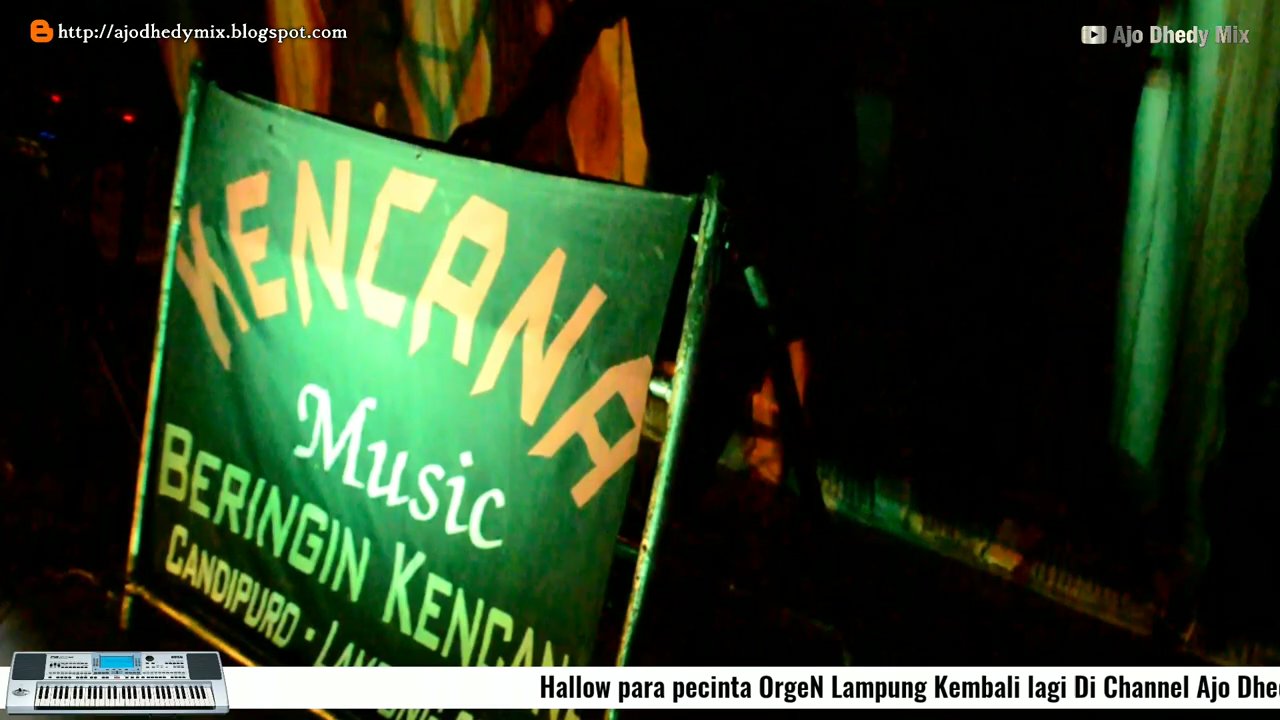 http://ajodhedymix.blogspot.com
Ajo Dhedy Mix
KENCANA
Music
BERINGIN KENCANA
CANDIPURO -
Hallow para pecinta OrgeN Lampung Kembali lagi Di Channel Ajo Dhe